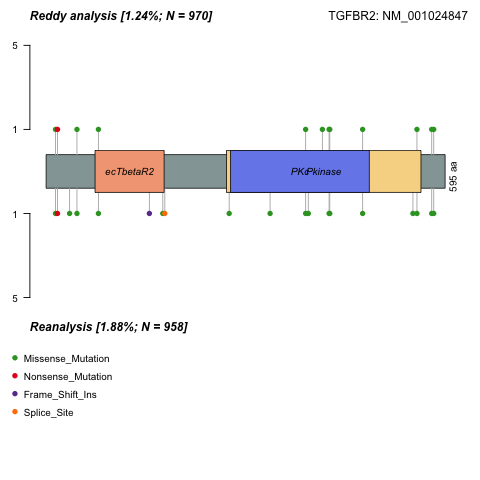 Reddy analysis [1.24%; N = 970]
TGFBR2: NM_001024847
5
1
ecTbetaR2
Pkinase
595 aa
1
5
Reanalysis [1.88%; N = 958]
Missense_Mutation
Nonsense_Mutation
Frame_Shift_Ins
Splice_Site